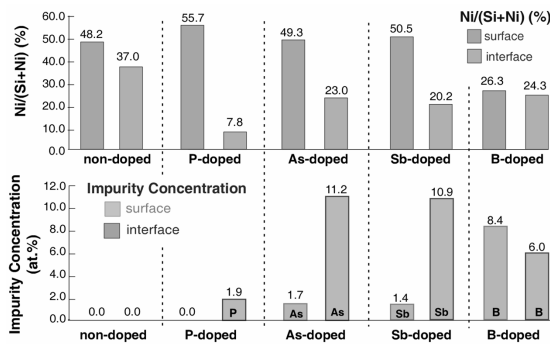 Ni/(Si+Ni) (%)
60.0
50.0
40.0
30.0
20.0
10.0
0.0
48.2
37.0
55.7
7.8
49.3
23.0
50.5
20.2
26.3
24.3
Ni/(Si+Ni) (%)
surface
interface
non-doped
P-doped
As-doped
Sb-doped
B-doped
Impurity Concentration
(at.%)
12.0
10.0
8.0
6.0
4.0
2.0
0.0
Impurity Concentration
surface
interface
0.0
0.0
0.0
1.9
1.7
11.2
1.4
10.9
8.4
6.0
P
As
As
Sb
Sb
B
B
non-doped
P-doped
As-doped
Sb-doped
B-doped